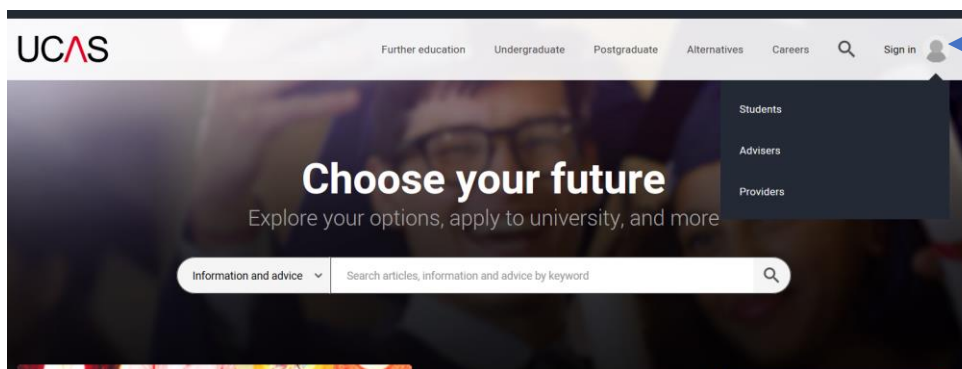 UCAS
Further education Undergraduate Postgraduate Alternatives Careers Sign in
Students
Advisers
Providers
Choose your future
Explore your options, apply to university, and more
Information and advice Search articles, information and advice by keyword